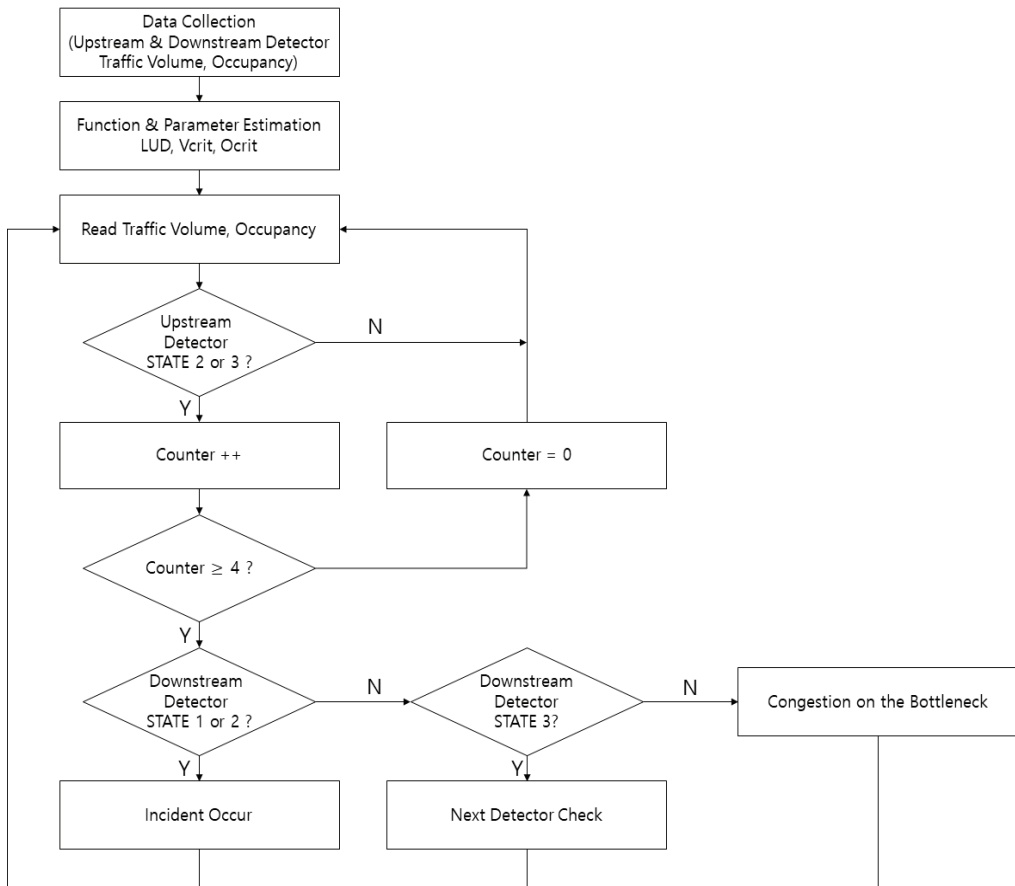 Data Collection
(Upstream & Downstream Detector
Traffic Volume, Occupancy)
Function & Parameter Estimation
LUD, Vcrit, Ocrit
Read Traffic Volume, Occupancy
Upstream
Detector
STATE 2 or 3 ?
N
Y
Counter ++
Counter = 0
Counter ≥ 4 ?
Y
Downstream
Detector
STATE 1 or 2 ?
N
Downstream
Detector
STATE 3?
N
Congestion on the Bottleneck
Y
Y
Incident Occur
Next Detector Check